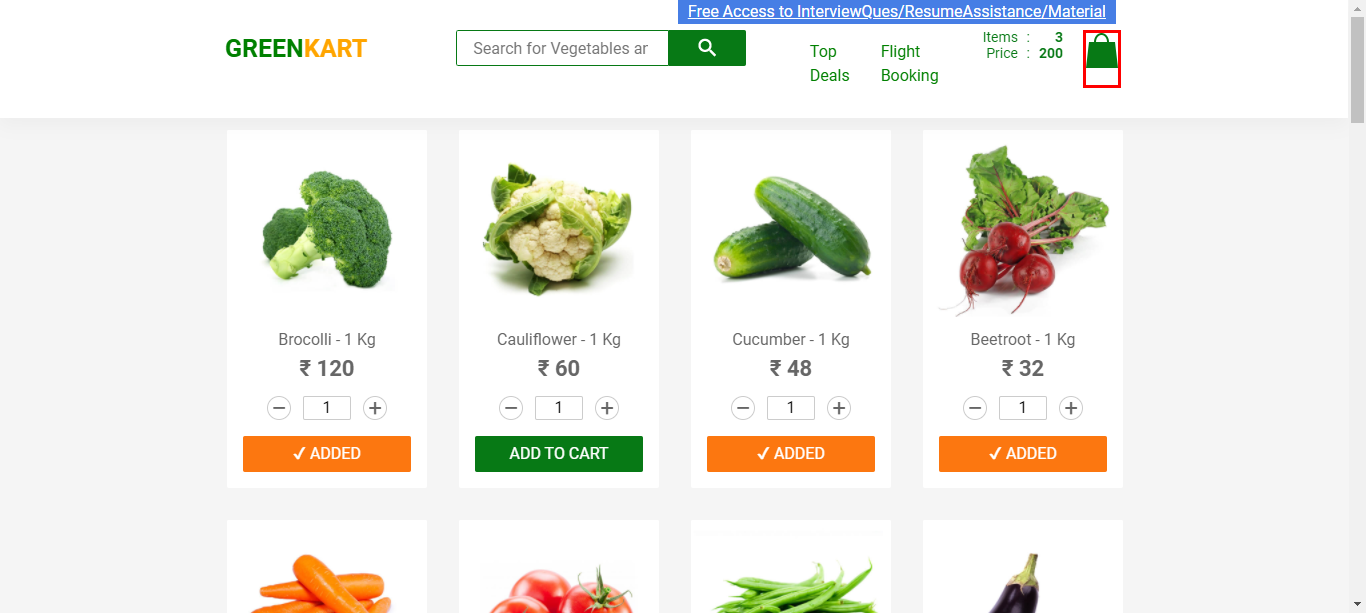 Free Access to InterviewQues/ResumeAssistance/Material
GREENKART
Search for Vegetables ar
Top
Deals
Flight
Booking
Items : 3
Price : 200
Brocolli - 1 Kg
₹ 120
1
✓ ADDED
Cauliflower - 1 Kg
₹ 60
1
ADD TO CART
Cucumber - 1 Kg
₹ 48
1
✓ ADDED
Beetroot - 1 Kg
₹ 32
1
✓ ADDED